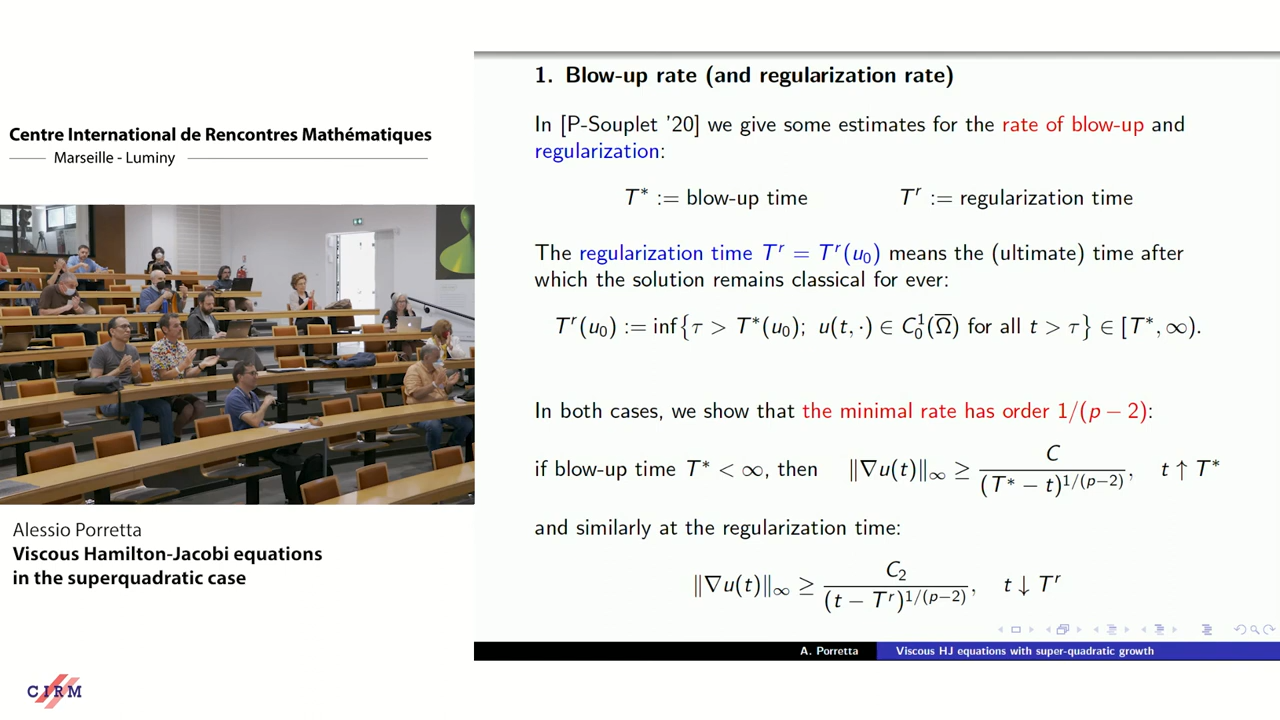 Centre International de Rencontres Mathématiques
Marseille - Luminy
Alessio Porretta
Viscous Hamilton-Jacobi equations
in the superquadratic case
CIRM
1. Blow-up rate (and regularization rate)
In [P-Souplet '20] we give some estimates for the rate of blow-up and
regularization:
T* := blow-up time T^r := regularization time
The regularization time T^r = T^r(u_0) means the (ultimate) time after
which the solution remains classical for ever:
T^r(u_0) := inf{τ > T*(u_0); u(t, ·) ∈ C_0^1(Ω̅) for all t > τ} ∈ [T*, ∞).
In both cases, we show that the minimal rate has order 1/(p − 2):
if blow-up time T* < ∞, then ‖∇u(t)‖_∞ ≥ C / (T* − t)^{1/(p−2)}, t ↑ T*
and similarly at the regularization time:
‖∇u(t)‖_∞ ≥ C_2 / (t − T^r)^{1/(p−2)}, t ↓ T^r
A. Porretta Viscous HJ equations with super-quadratic growth